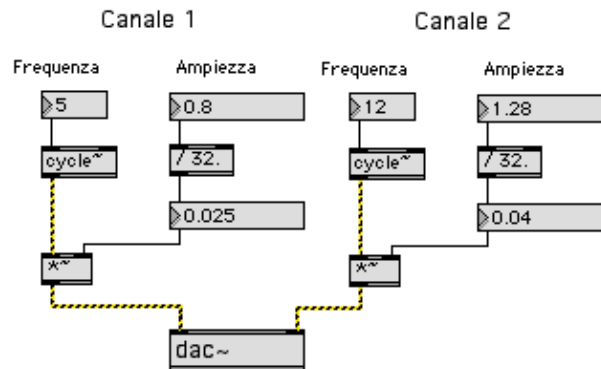 Canale 1 Canale 2
Frequenza Ampiezza Frequenza Ampiezza
5 0.8 12 1.28
cycle~ / 32. cycle~ / 32.
0.025 0.04
*~ *~
dac~